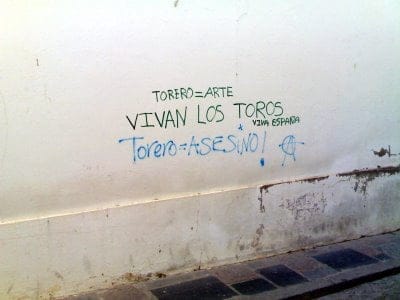 TORERO=ARTE
VIVAN LOS TOROS
VIVA ESPAÑA
Torero=ASESiNO!